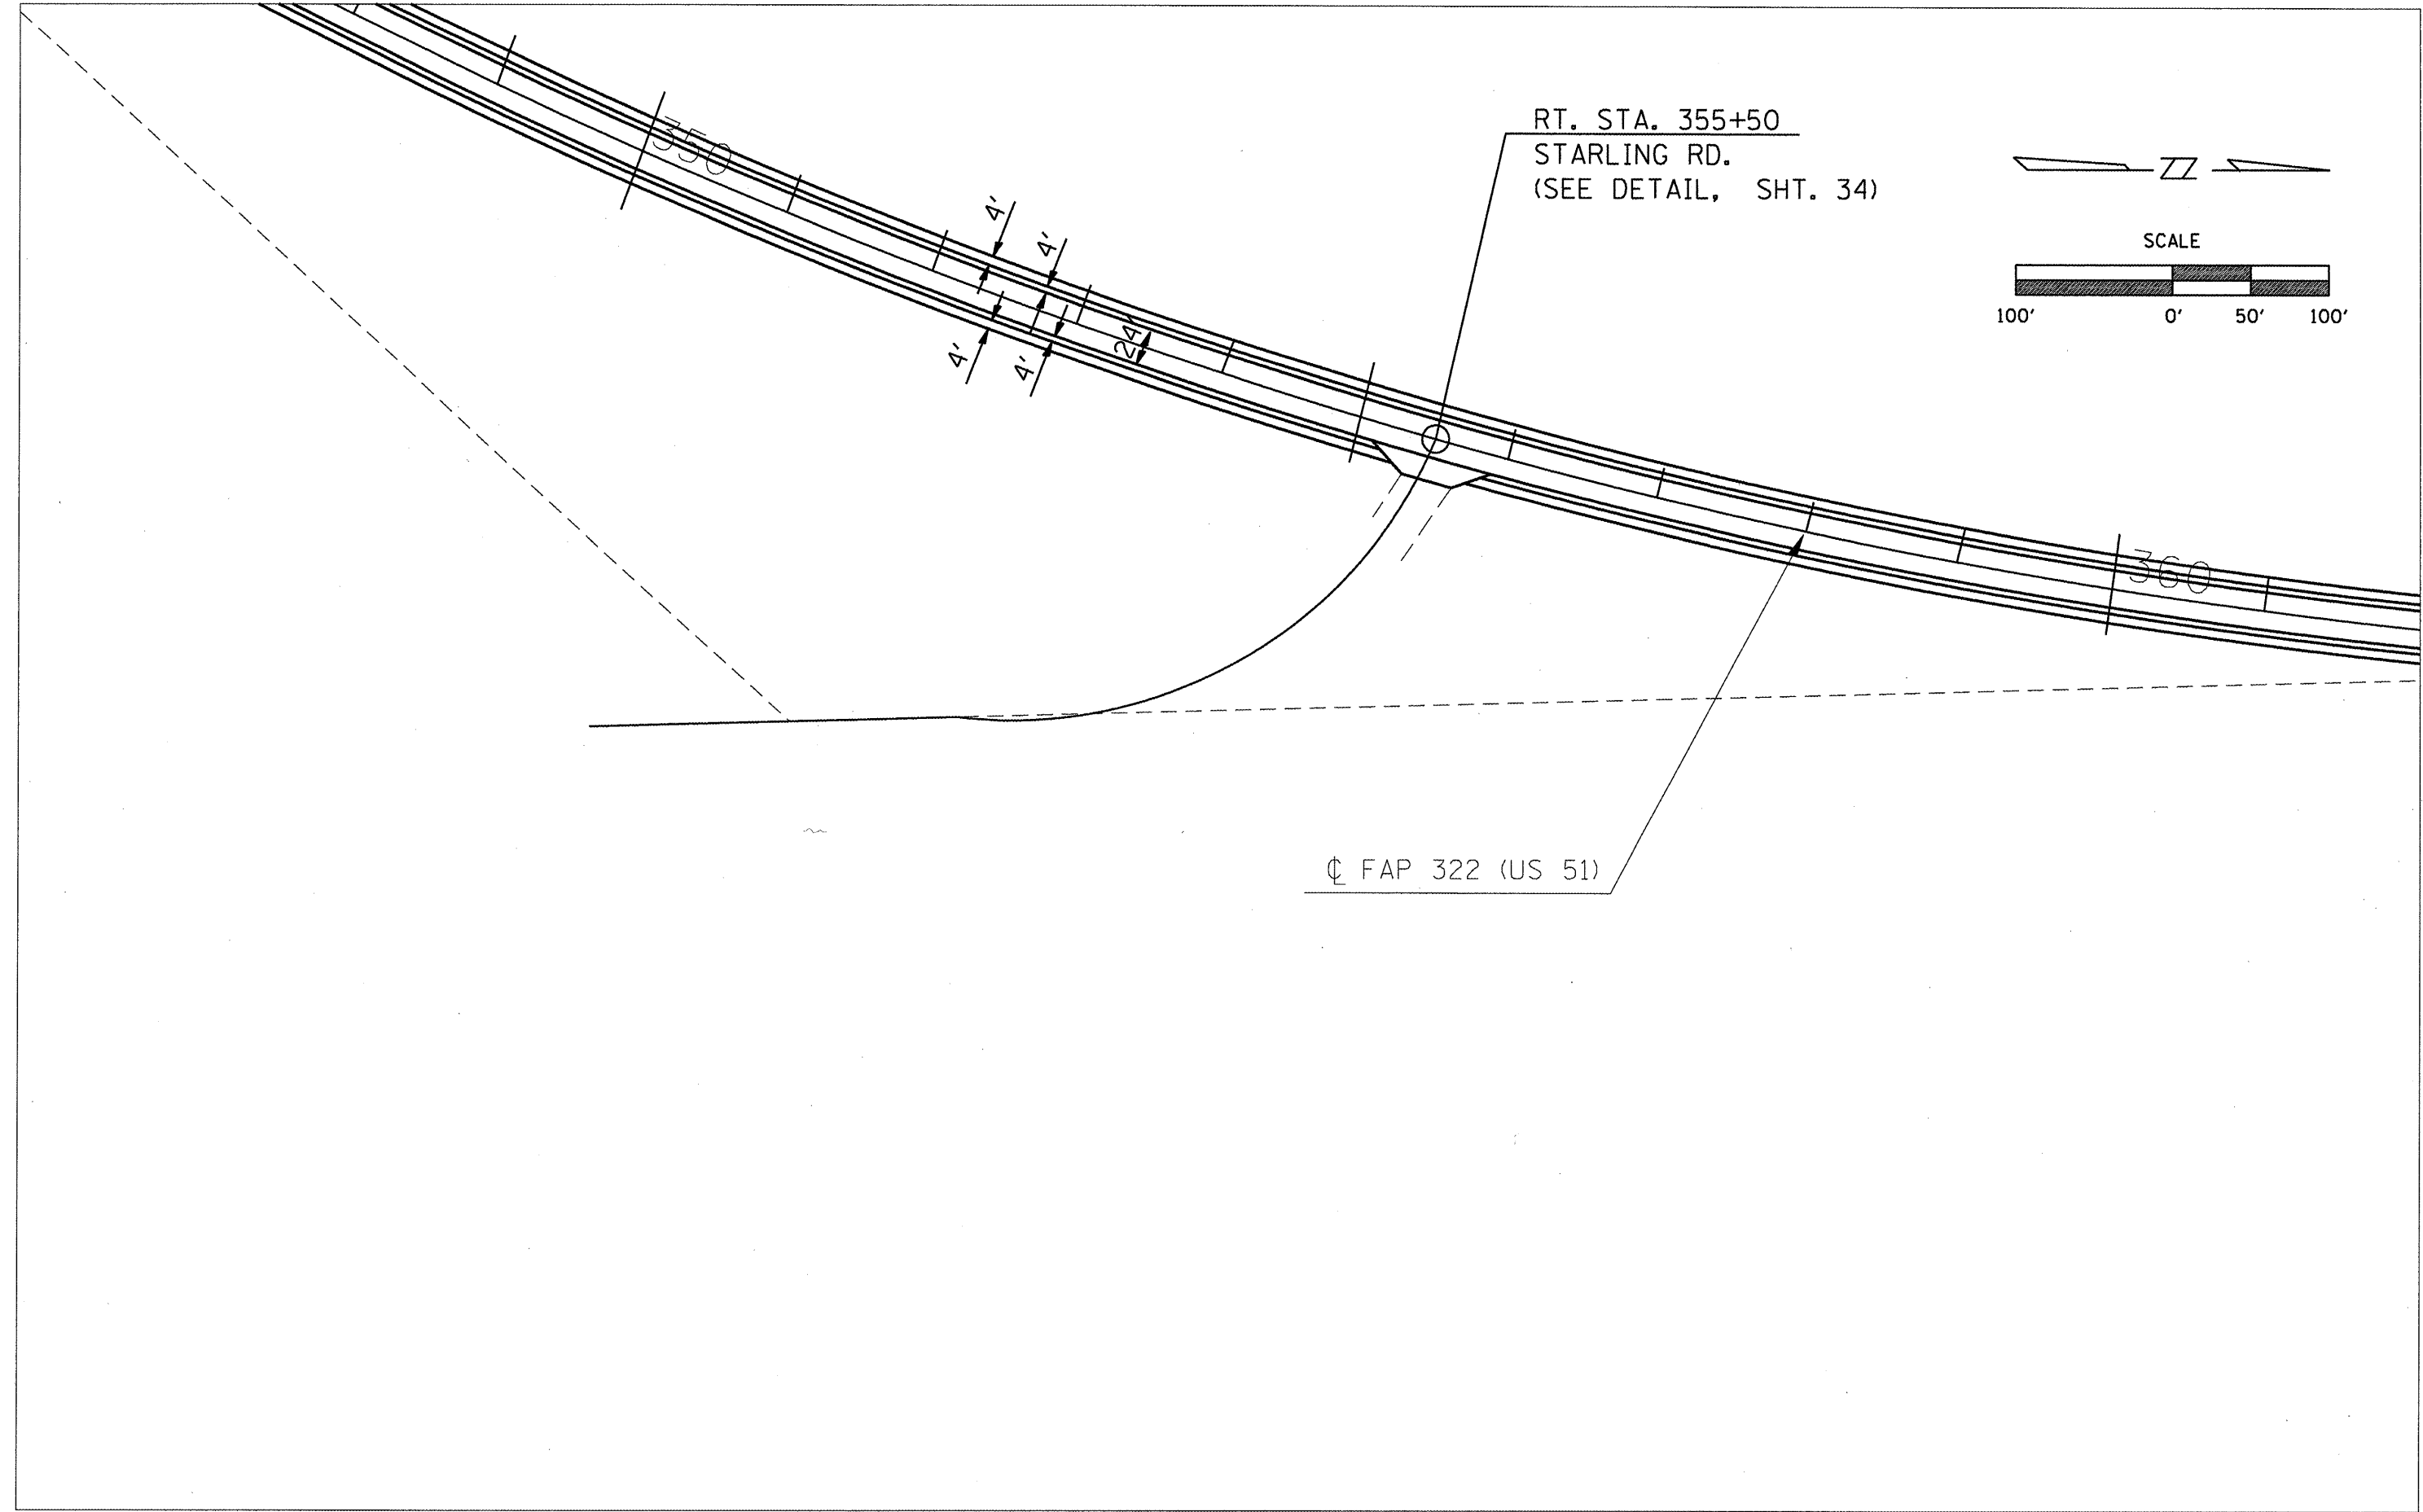 RT. STA. 355+50
STARLING RD.
(SEE DETAIL, SHT. 34)
Z
SCALE
100' 0' 50' 100'
350
4'
4'
24'
4'
4'
360
℄ FAP 322 (US 51)